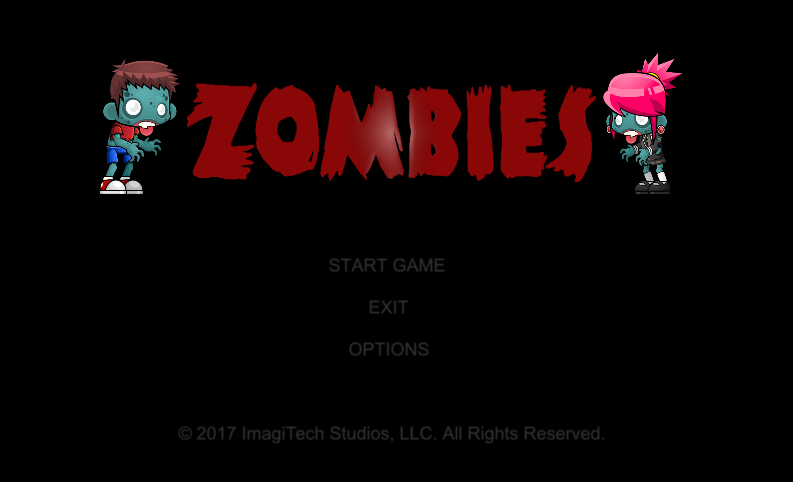 ZOMBIES
START GAME
EXIT
OPTIONS
© 2017 ImagiTech Studios, LLC. All Rights Reserved.